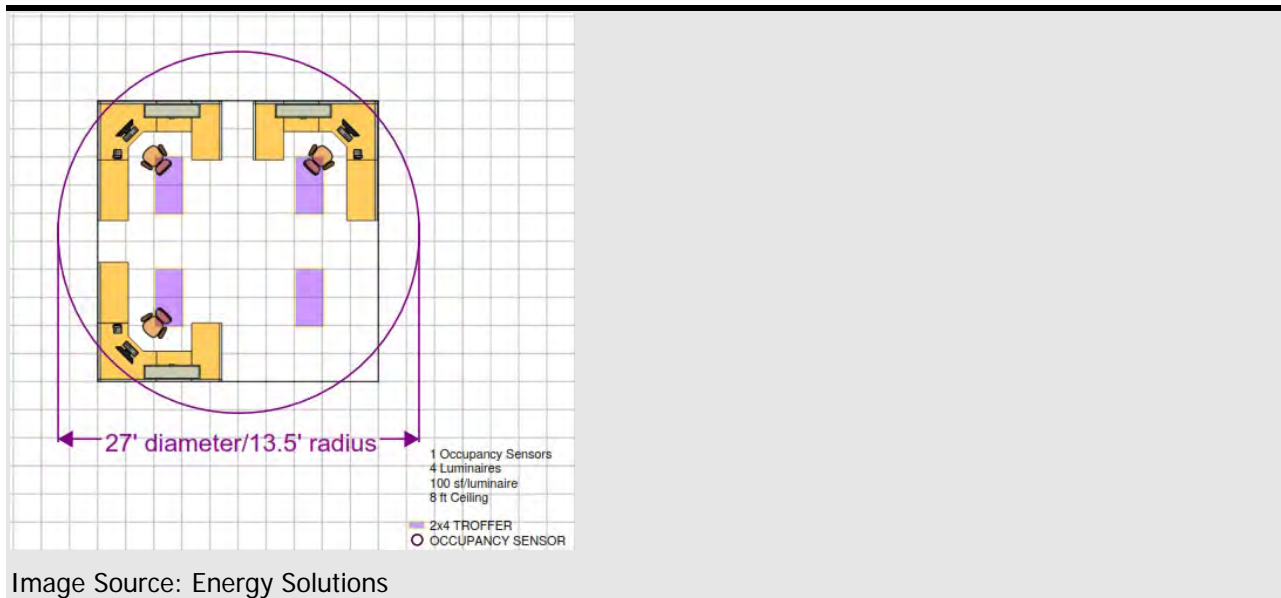 27' diameter/13.5' radius
1 Occupancy Sensors
4 Luminaires
100 sf/luminaire
8 ft Ceiling
2x4 TROFFER
OCCUPANCY SENSOR
Image Source: Energy Solutions